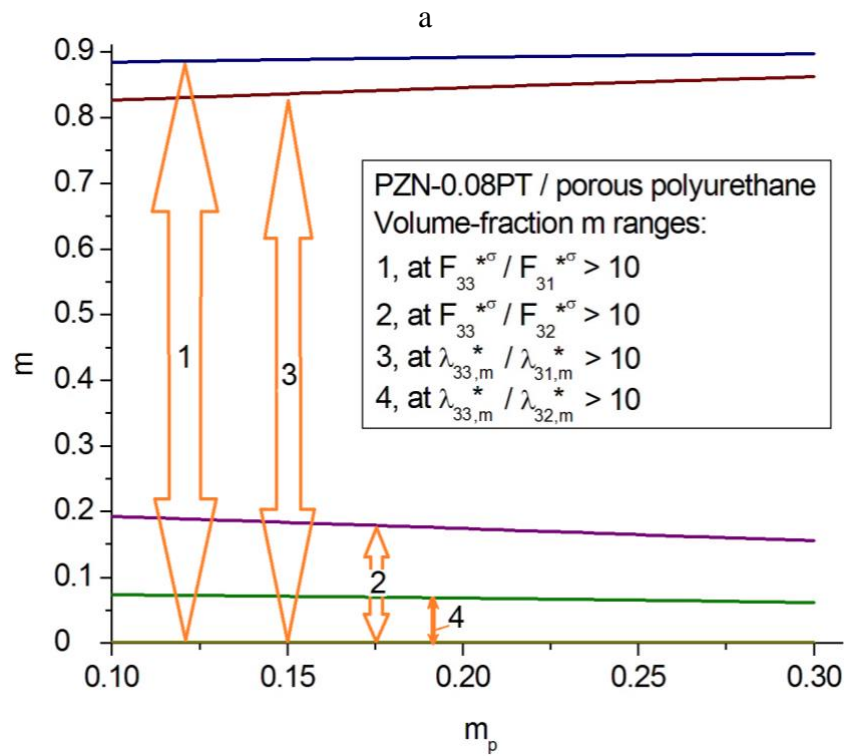 a
0.9
0.8
0.7
0.6
0.5
0.4
0.3
0.2
0.1
0
m
PZN-0.08PT / porous polyurethane
Volume-fraction m ranges:
1, at F₃₃*^σ / F₃₁*^σ > 10
2, at F₃₃*^σ / F₃₂*^σ > 10
3, at λ₃₃,ₘ* / λ₃₁,ₘ* > 10
4, at λ₃₃,ₘ* / λ₃₂,ₘ* > 10
1
3
2
4
0.10 0.15 0.20 0.25 0.30
mₚ